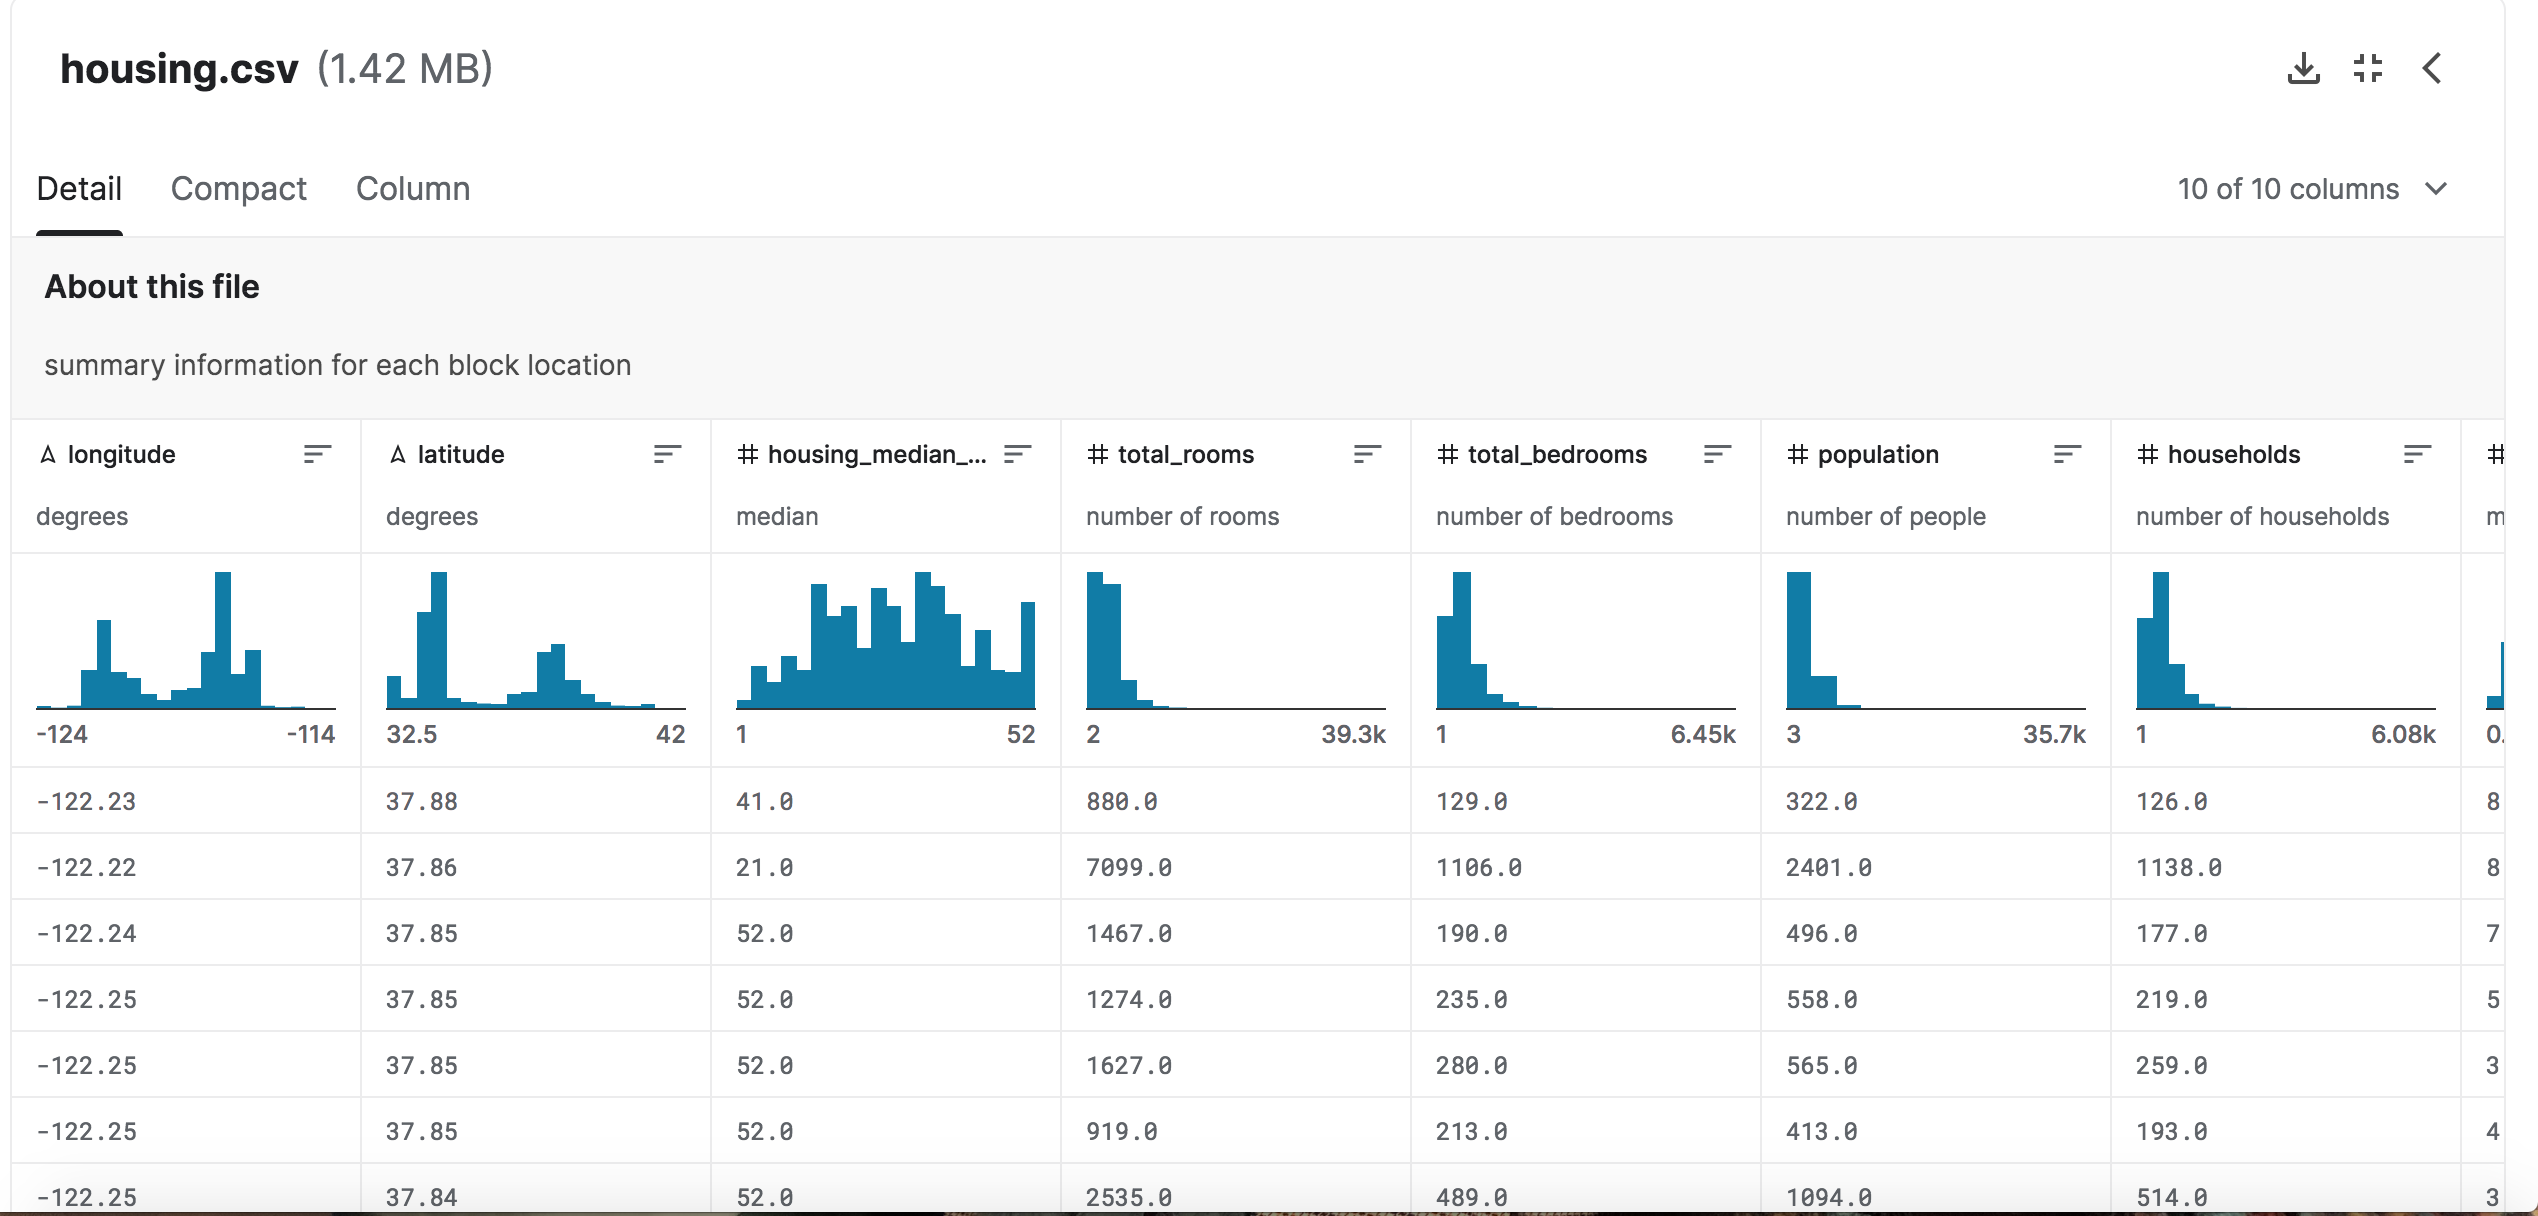 housing.csv (1.42 MB)
Detail Compact Column 10 of 10 columns
About this file
summary information for each block location
longitude latitude # housing_median_... # total_rooms # total_bedrooms # population # households #
degrees degrees median number of rooms number of bedrooms number of people number of households m
-124 -114 32.5 42 1 52 2 39.3k 1 6.45k 3 35.7k 1 6.08k 0.
-122.23 37.88 41.0 880.0 129.0 322.0 126.0 8
-122.22 37.86 21.0 7099.0 1106.0 2401.0 1138.0 8
-122.24 37.85 52.0 1467.0 190.0 496.0 177.0 7
-122.25 37.85 52.0 1274.0 235.0 558.0 219.0 5
-122.25 37.85 52.0 1627.0 280.0 565.0 259.0 3
-122.25 37.85 52.0 919.0 213.0 413.0 193.0 4
-122.25 37.84 52.0 2535.0 489.0 1094.0 514.0 3